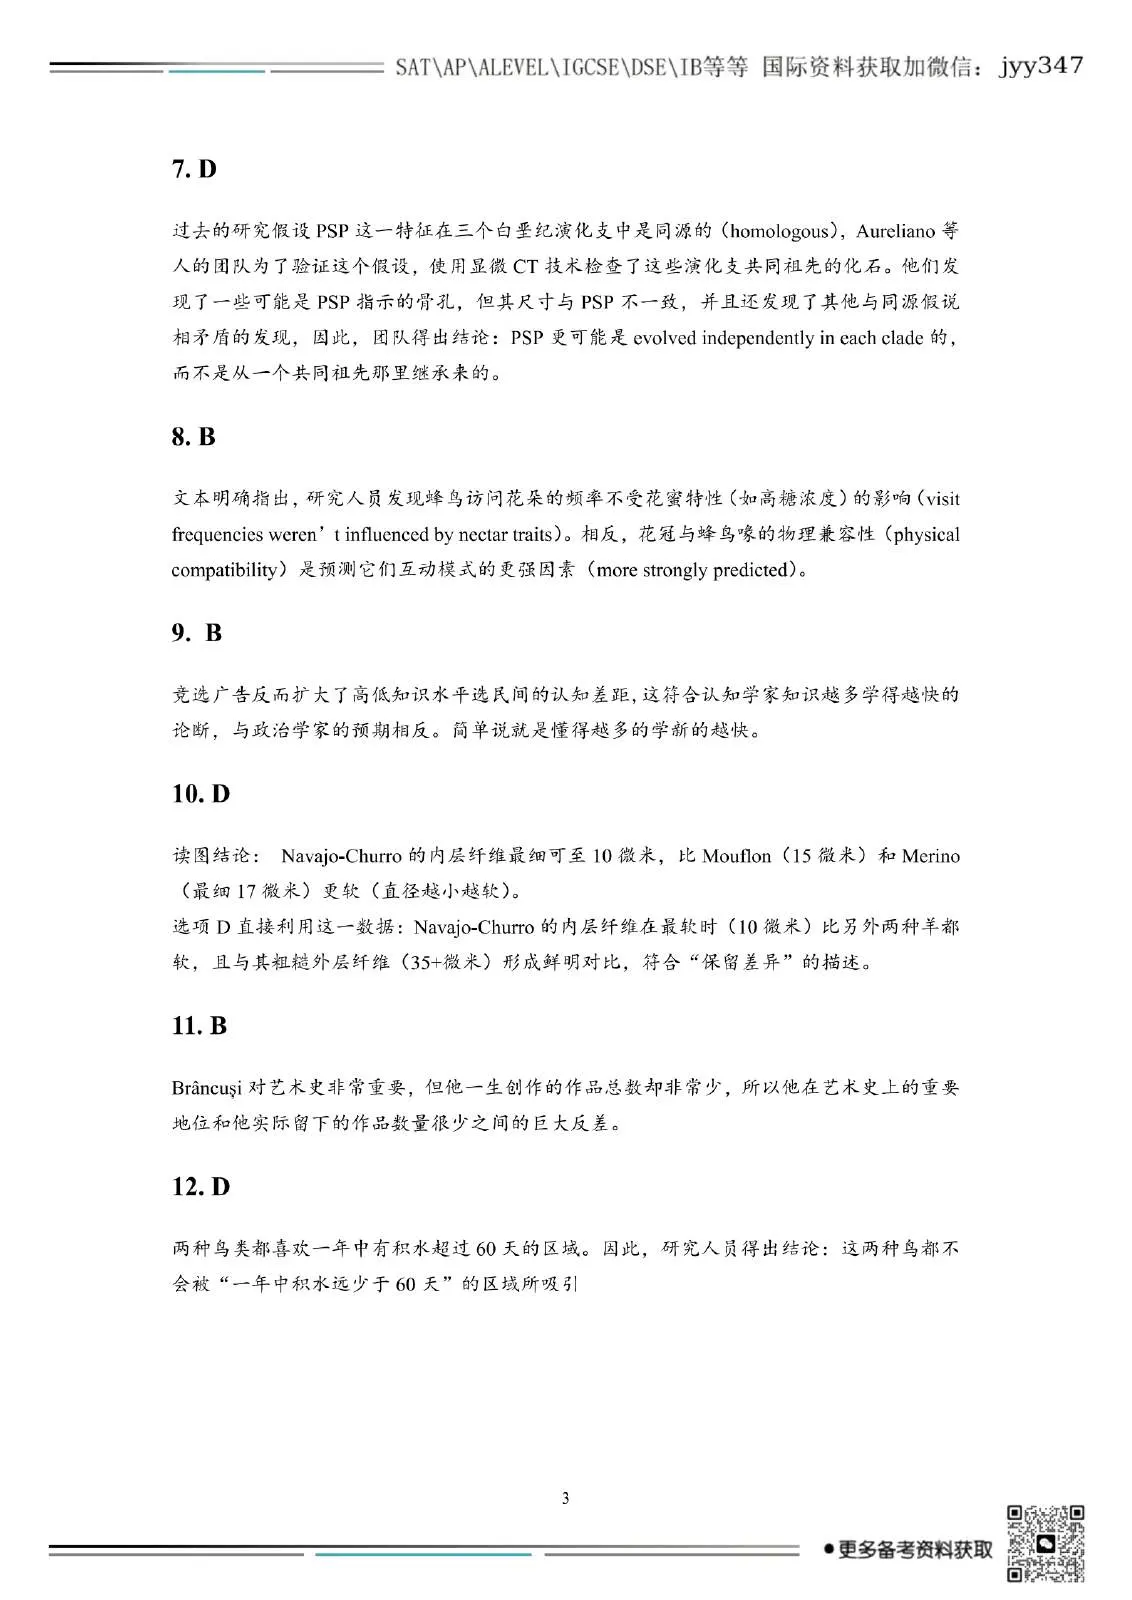 SAT\AP\ALEVEL\IGCSE\DSE\IB等等 国际资料获取加微信：jyy347
7. D
过去的研究假设 PSP 这一特征在三个白垩纪演化支中是同源的（homologous），Aureliano 等
人的团队为了验证这个假设，使用显微 CT 技术检查了这些演化支共同祖先的化石。他们发
现了一些可能是 PSP 指示的骨孔，但其尺寸与 PSP 不一致，并且还发现了其他与同源假说
相矛盾的发现，因此，团队得出结论：PSP 更可能是 evolved independently in each clade 的，
而不是从一个共同祖先那里继承来的。
8. B
文本明确指出，研究人员发现蜂鸟访问花朵的频率不受花蜜特性（如高糖浓度）的影响（visit
frequencies weren’t influenced by nectar traits）。相反，花冠与蜂鸟喙的物理兼容性（physical
compatibility）是预测它们互动模式的更强因素（more strongly predicted）。
9. B
竞选广告反而扩大了高低知识水平选民间的认知差距，这符合认知学家知识越多学得越快的
论断，与政治学家的预期相反。简单说就是懂得越多的学新的越快。
10. D
读图结论： Navajo-Churro 的内层纤维最细可至 10 微米，比 Mouflon（15 微米）和 Merino
（最细 17 微米）更软（直径越小越软）。
选项 D 直接利用这一数据：Navajo-Churro 的内层纤维在最软时（10 微米）比另外两种羊都
软，且与其粗糙外层纤维（35+微米）形成鲜明对比，符合“保留差异”的描述。
11. B
Brâncuși 对艺术史非常重要，但他一生创作的作品总数却非常少，所以他在艺术史上的重要
地位和他实际留下的作品数量很少之间的巨大反差。
12. D
两种鸟类都喜欢一年中有积水超过 60 天的区域。因此，研究人员得出结论：这两种鸟都不
会被“一年中积水远少于 60 天”的区域所吸引
3
●更多备考资料获取